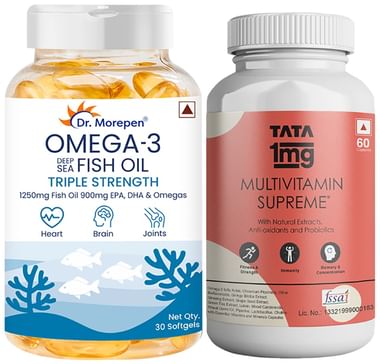 Dr. Morepen®
OMEGA-3
DEEP SEA FISH OIL
TRIPLE STRENGTH
1250mg Fish Oil 900mg EPA, DHA & Omegas
Heart
Brain
Joints
Net Qty.
30 Softgels
TATA
1mg
60
MULTIVITAMIN
SUPREME
With Natural Extracts,
Anti-oxidants and Probiotics
Fitness &
Strength
Immunity
Memory &
Concentration
fssai